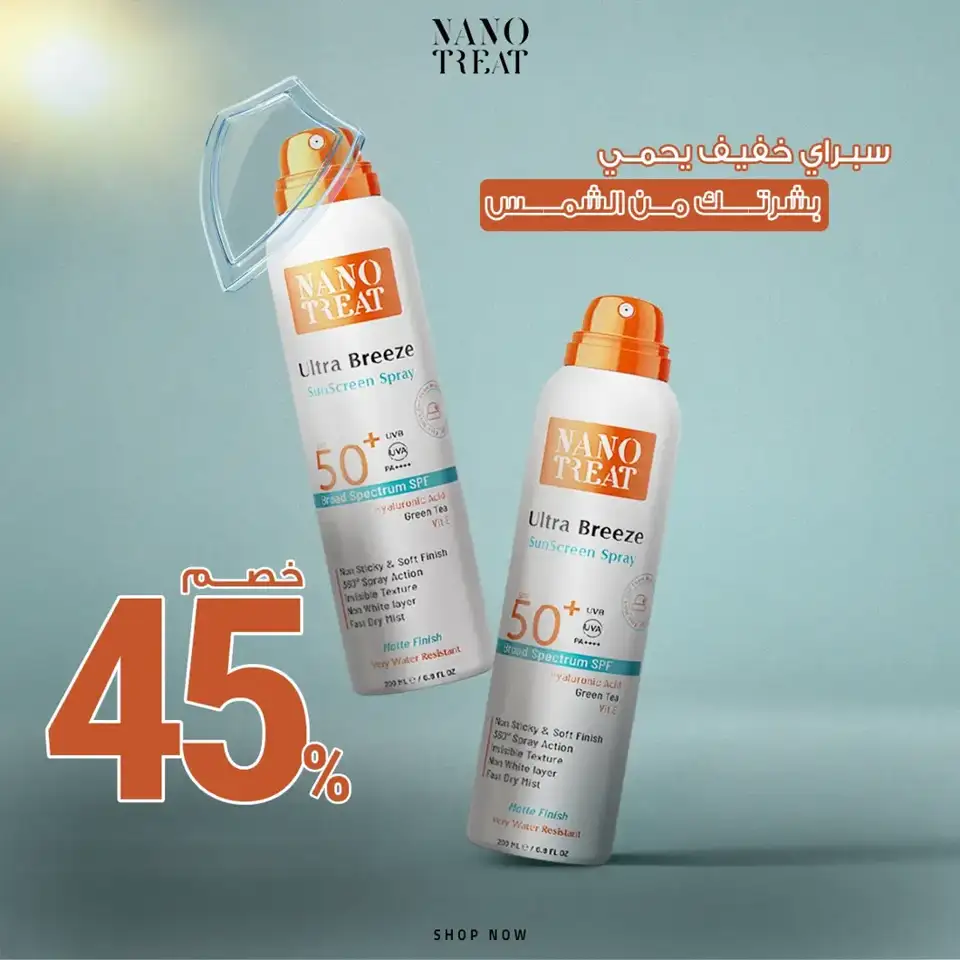 NANO
TREAT
سبراي خفيف يحمي
بشرتك من الشمس
NANO
TREAT
Ultra Breeze
SunScreen Spray
50+
UVB
UVA
PA++++
Broad Spectrum SPF
Hyaluronic Acid
Green Tea
Vit E
Non Sticky & Soft Finish
360° Spray Action
Invisible Texture
Non White layer
Fast Dry Mist
Matte Finish
Very Water Resistant
200 ML e / 6.8 FL OZ
NANO
TREAT
Ultra Breeze
SunScreen Spray
SPF
50+
UVB
UVA
PA++++
Broad Spectrum SPF
Hyaluronic Acid
Green Tea
Vit E
Non Sticky & Soft Finish
360° Spray Action
Invisible Texture
Non White layer
Fast Dry Mist
Matte Finish
Very Water Resistant
200 ML e / 6.8 FL OZ
خصم
45%
SHOP NOW